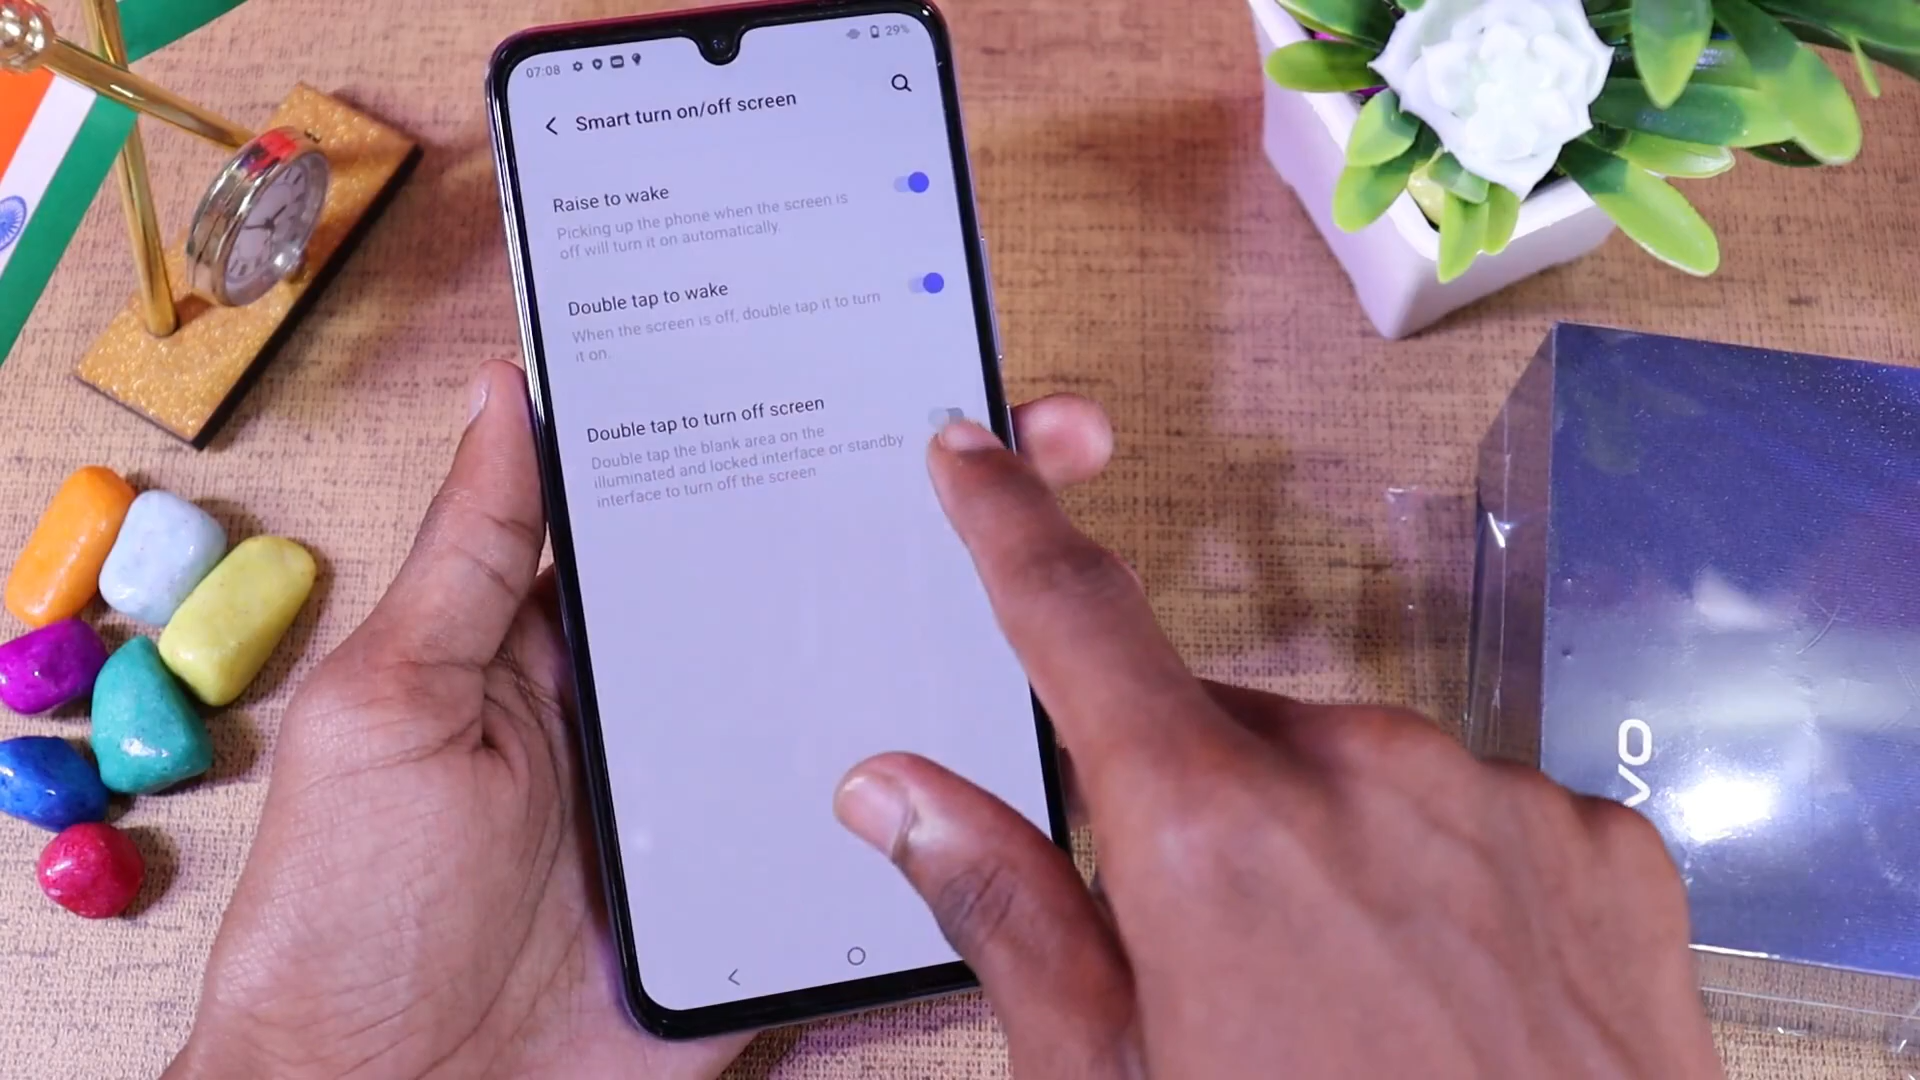 07:08
29%
Smart turn on/off screen
Raise to wake
Picking up the phone when the screen is
off will turn it on automatically.
Double tap to wake
When the screen is off, double tap it to turn
it on.
Double tap to turn off screen
Double tap the blank area on the
illuminated and locked interface or standby
interface to turn off the screen
vo